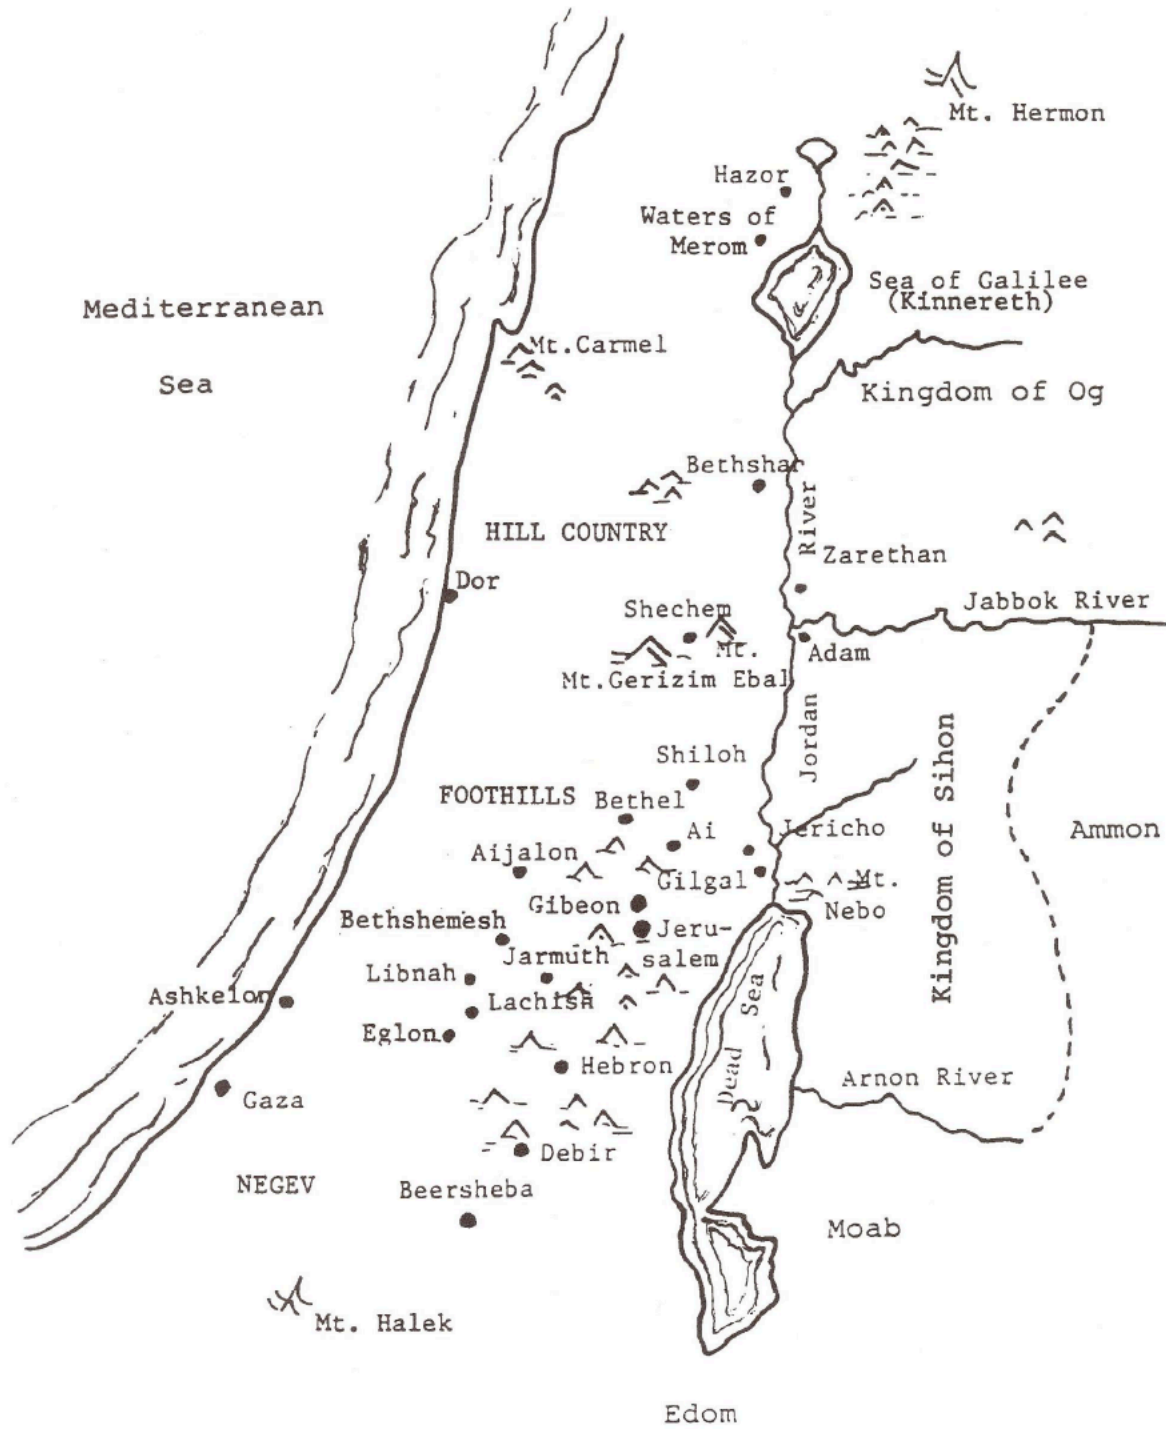 Mt. Hermon
Hazor
Waters of
Merom
Sea of Galilee
(Kinnereth)
Mediterranean
Sea
Mt.Carmel
Kingdom of Og
Bethshan
River
HILL COUNTRY
Zarethan
Dor
Jabbok River
Shechem
Mt.
Adam
Mt.Gerizim Ebal
Jordan
Kingdom of Sihon
Shiloh
FOOTHILLS
Bethel
Ai
Jericho
Ammon
Aijalon
Gilgal
Mt.
Nebo
Gibeon
Bethshemesh
Jeru-
salem
Jarmuth
Libnah
Dead Sea
Ashkelon
Lachish
Eglon
Hebron
Arnon River
Gaza
Debir
NEGEV
Beersheba
Moab
Mt. Halek
Edom